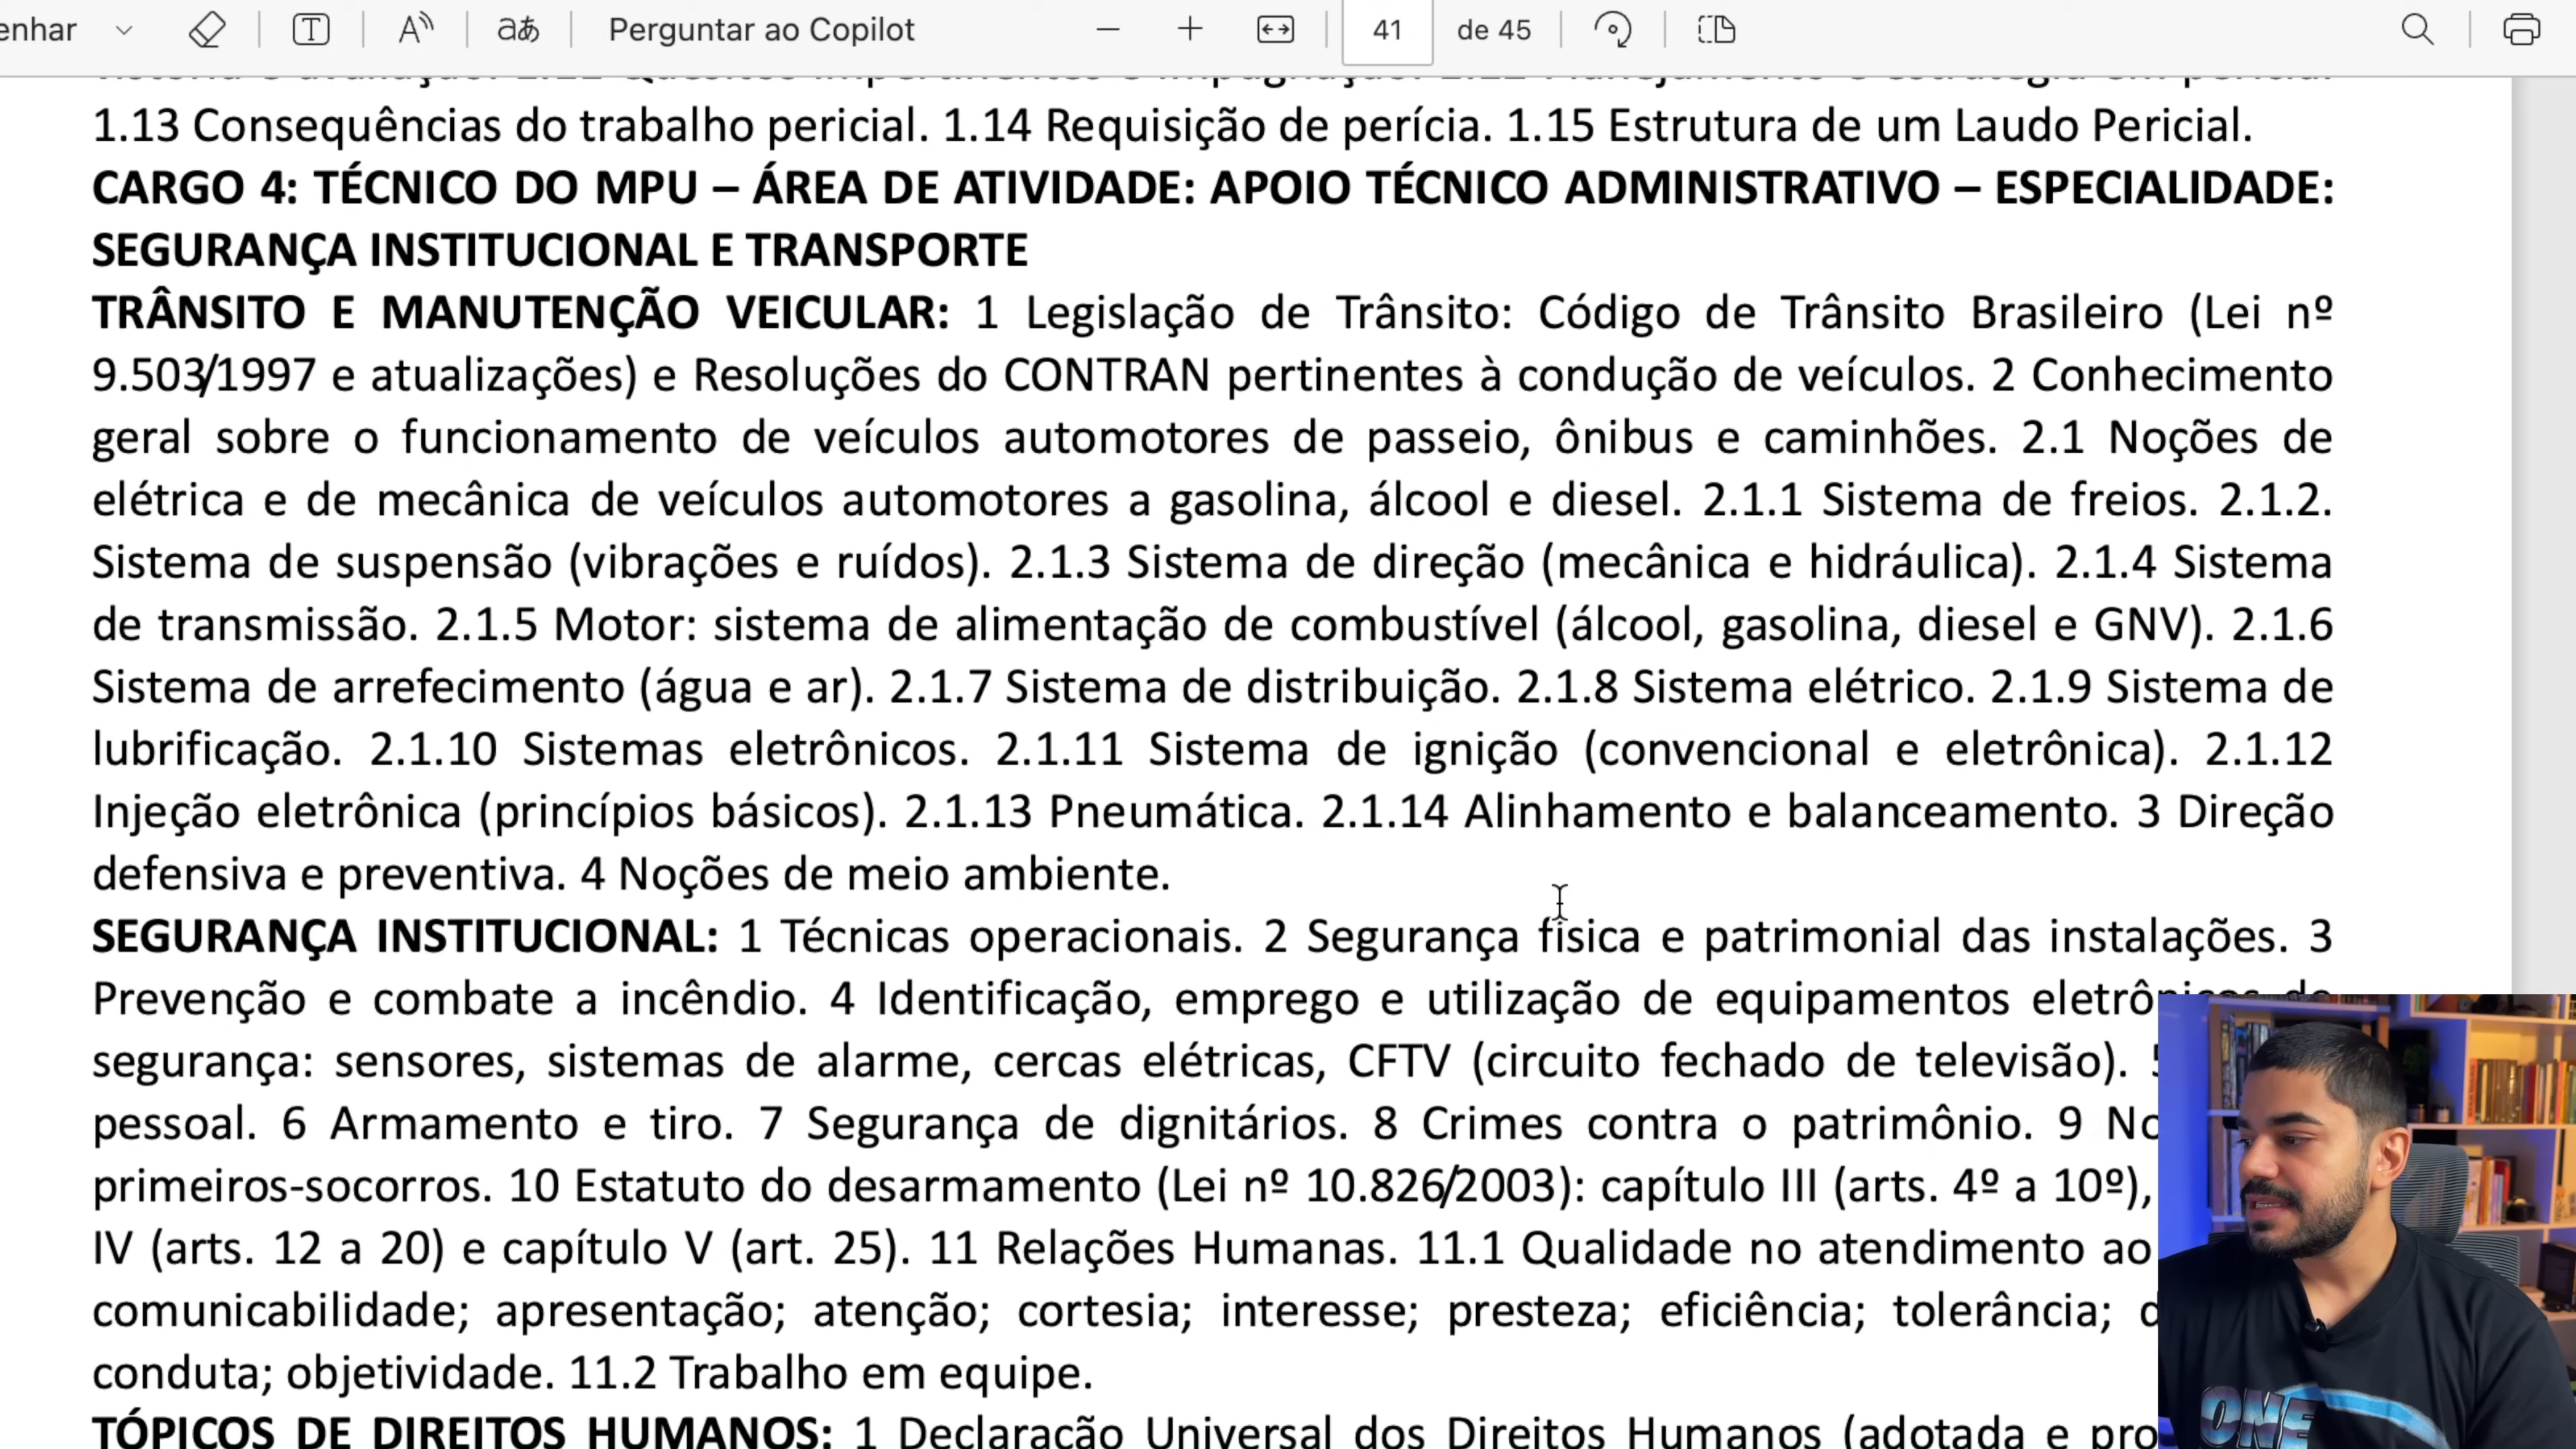 enhar
aあ
Perguntar ao Copilot
41 de 45
1.13 Consequências do trabalho pericial. 1.14 Requisição de perícia. 1.15 Estrutura de um Laudo Pericial.
CARGO 4: TÉCNICO DO MPU – ÁREA DE ATIVIDADE: APOIO TÉCNICO ADMINISTRATIVO – ESPECIALIDADE:
SEGURANÇA INSTITUCIONAL E TRANSPORTE
TRÂNSITO E MANUTENÇÃO VEICULAR: 1 Legislação de Trânsito: Código de Trânsito Brasileiro (Lei nº
9.503/1997 e atualizações) e Resoluções do CONTRAN pertinentes à condução de veículos. 2 Conhecimento
geral sobre o funcionamento de veículos automotores de passeio, ônibus e caminhões. 2.1 Noções de
elétrica e de mecânica de veículos automotores a gasolina, álcool e diesel. 2.1.1 Sistema de freios. 2.1.2.
Sistema de suspensão (vibrações e ruídos). 2.1.3 Sistema de direção (mecânica e hidráulica). 2.1.4 Sistema
de transmissão. 2.1.5 Motor: sistema de alimentação de combustível (álcool, gasolina, diesel e GNV). 2.1.6
Sistema de arrefecimento (água e ar). 2.1.7 Sistema de distribuição. 2.1.8 Sistema elétrico. 2.1.9 Sistema de
lubrificação. 2.1.10 Sistemas eletrônicos. 2.1.11 Sistema de ignição (convencional e eletrônica). 2.1.12
Injeção eletrônica (princípios básicos). 2.1.13 Pneumática. 2.1.14 Alinhamento e balanceamento. 3 Direção
defensiva e preventiva. 4 Noções de meio ambiente.
SEGURANÇA INSTITUCIONAL: 1 Técnicas operacionais. 2 Segurança física e patrimonial das instalações. 3
Prevenção e combate a incêndio. 4 Identificação, emprego e utilização de equipamentos
segurança: sensores, sistemas de alarme, cercas elétricas, CFTV (circuito fechado de televisão).
pessoal. 6 Armamento e tiro. 7 Segurança de dignitários. 8 Crimes contra o patrimônio. 9
primeiros-socorros. 10 Estatuto do desarmamento (Lei nº 10.826/2003): capítulo III (arts. 4º a 10º),
IV (arts. 12 a 20) e capítulo V (art. 25). 11 Relações Humanas. 11.1 Qualidade no atendimento ao
comunicabilidade; apresentação; atenção; cortesia; interesse; presteza; eficiência; tolerância;
conduta; objetividade. 11.2 Trabalho em equipe.
TÓPICOS DE DIREITOS HUMANOS: 1 Declaração Universal dos Direitos Humanos (adotada e pro
ONE